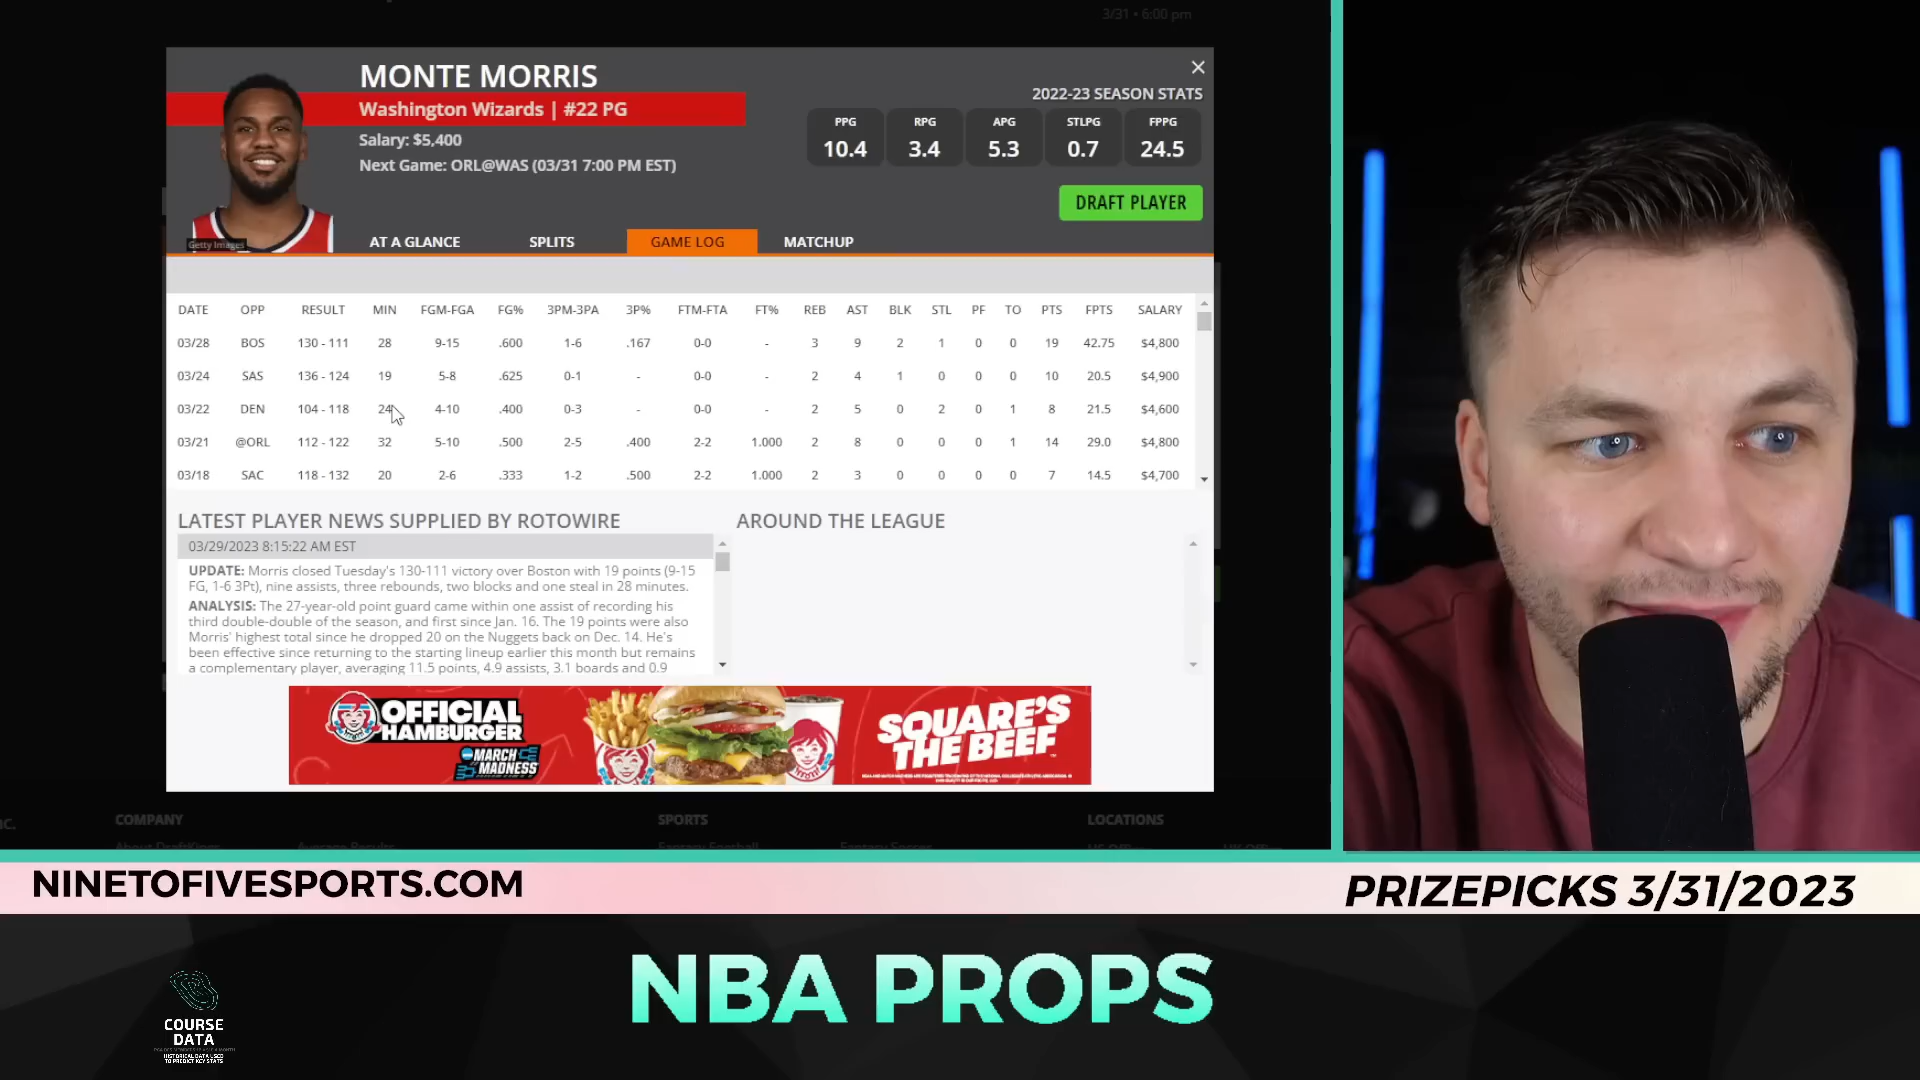 3/31 • 6:00 pm
MONTE MORRIS
Washington Wizards | #22 PG
Salary: $5,400
Next Game: ORL@WAS (03/31 7:00 PM EST)
2022-23 SEASON STATS
PPG RPG APG STLPG FPPG
10.4 3.4 5.3 0.7 24.5
DRAFT PLAYER
Getty Images
AT A GLANCE SPLITS GAME LOG MATCHUP
DATE OPP RESULT MIN FGM-FGA FG% 3PM-3PA 3P% FTM-FTA FT% REB AST BLK STL PF TO PTS FPTS SALARY
03/28 BOS 130 - 111 28 9-15 .600 1-6 .167 0-0 - 3 9 2 1 0 0 19 42.75 $4,800
03/24 SAS 136 - 124 19 5-8 .625 0-1 - 0-0 - 2 4 1 0 0 0 10 20.5 $4,900
03/22 DEN 104 - 118 24 4-10 .400 0-3 - 0-0 - 2 5 0 2 0 1 8 21.5 $4,600
03/21 @ORL 112 - 122 32 5-10 .500 2-5 .400 2-2 1.000 2 8 0 0 0 1 14 29.0 $4,800
03/18 SAC 118 - 132 20 2-6 .333 1-2 .500 2-2 1.000 2 3 0 0 0 0 7 14.5 $4,700
LATEST PLAYER NEWS SUPPLIED BY ROTOWIRE
AROUND THE LEAGUE
03/29/2023 8:15:22 AM EST
UPDATE: Morris closed Tuesday's 130-111 victory over Boston with 19 points (9-15
FG, 1-6 3Pt), nine assists, three rebounds, two blocks and one steal in 28 minutes.
ANALYSIS: The 27-year-old point guard came within one assist of recording his
third double-double of the season, and first since Jan. 16. The 19 points were also
Morris' highest total since he dropped 20 on the Nuggets back on Dec. 14. He's
been effective since returning to the starting lineup earlier this month but remains
a complementary player, averaging 11.5 points, 4.9 assists, 3.1 boards and 0.9
OFFICIAL
HAMBURGER
MARCH
MADNESS
SQUARE'S
THE BEEF
COMPANY SPORTS LOCATIONS
NINETOFIVESPORTS.COM
PRIZEPICKS 3/31/2023
NBA PROPS
COURSE
DATA
HISTORICAL DATA USED
TO PREDICT KEY STATS